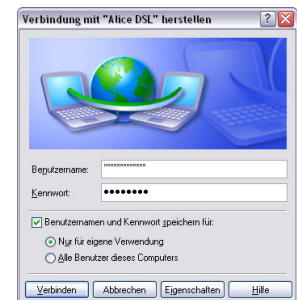 Verbindung mit "Alice DSL" herstellen
Benutzername:
Kennwort: ••••••••
Benutzernamen und Kennwort speichern für:
Nur für eigene Verwendung
Alle Benutzer dieses Computers
Verbinden Abbrechen Eigenschaften Hilfe